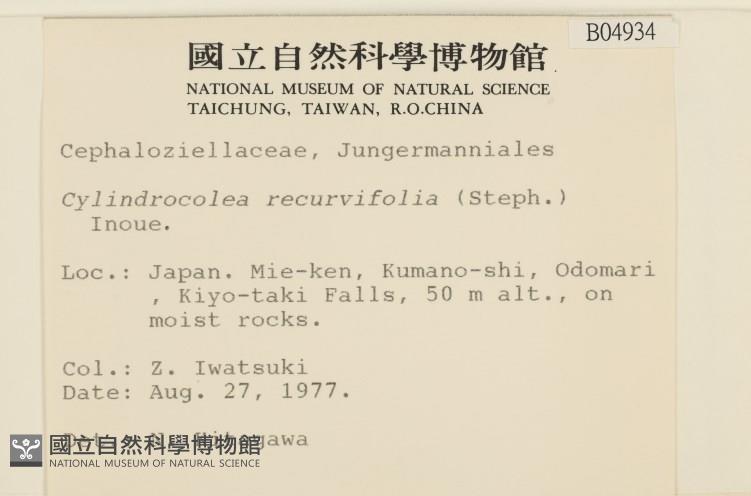 B04934
國立自然科學博物館
NATIONAL MUSEUM OF NATURAL SCIENCE
TAICHUNG, TAIWAN, R.O.CHINA
Cephaloziellaceae, Jungermanniales
Cylindrocolea recurvifolia (Steph.)
Inoue.
Loc.: Japan. Mie-ken, Kumano-shi, Odomari
, Kiyo-taki Falls, 50 m alt., on
moist rocks.
Col.: Z. Iwatsuki
Date: Aug. 27, 1977.
國立自然科學博物館
NATIONAL MUSEUM OF NATURAL SCIENCE